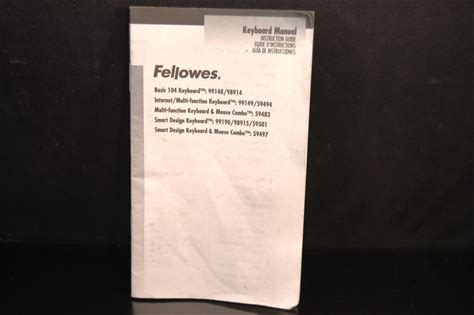 Keyboard Manual
INSTRUCTION GUIDE
GUIDE D'INSTRUCTIONS
GUÍA DE INSTRUCCIONES
Fellowes.
Basic 104 Keyboard™: 99148/98914
Internet/Multi-function Keyboard™: 99149/59494
Multi-function Keyboard & Mouse Combo™: 59483
Smart Design Keyboard™: 99190/98915/59501
Smart Design Keyboard & Mouse Combo™: 59497